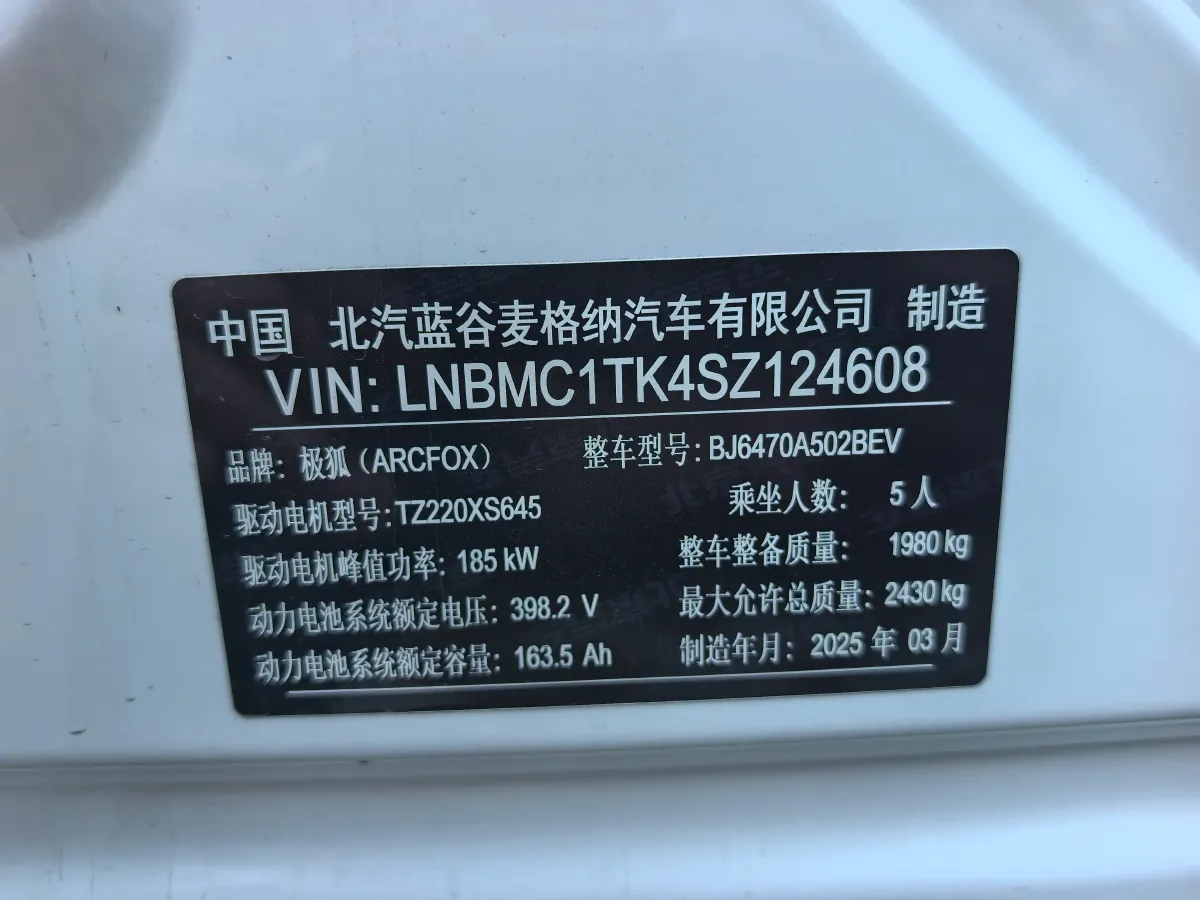 中国 北汽蓝谷麦格纳汽车有限公司 制造
VIN: LNBMC1TK4SZ124608
品牌: 极狐（ARCFOX） 整车型号: BJ6470A502BEV
驱动电机型号: TZ220XS645 乘坐人数: 5人
驱动电机峰值功率: 185 kW 整车整备质量: 1980 kg
动力电池系统额定电压: 398.2 V 最大允许总质量: 2430 kg
动力电池系统额定容量: 163.5 Ah 制造年月: 2025 年 03 月